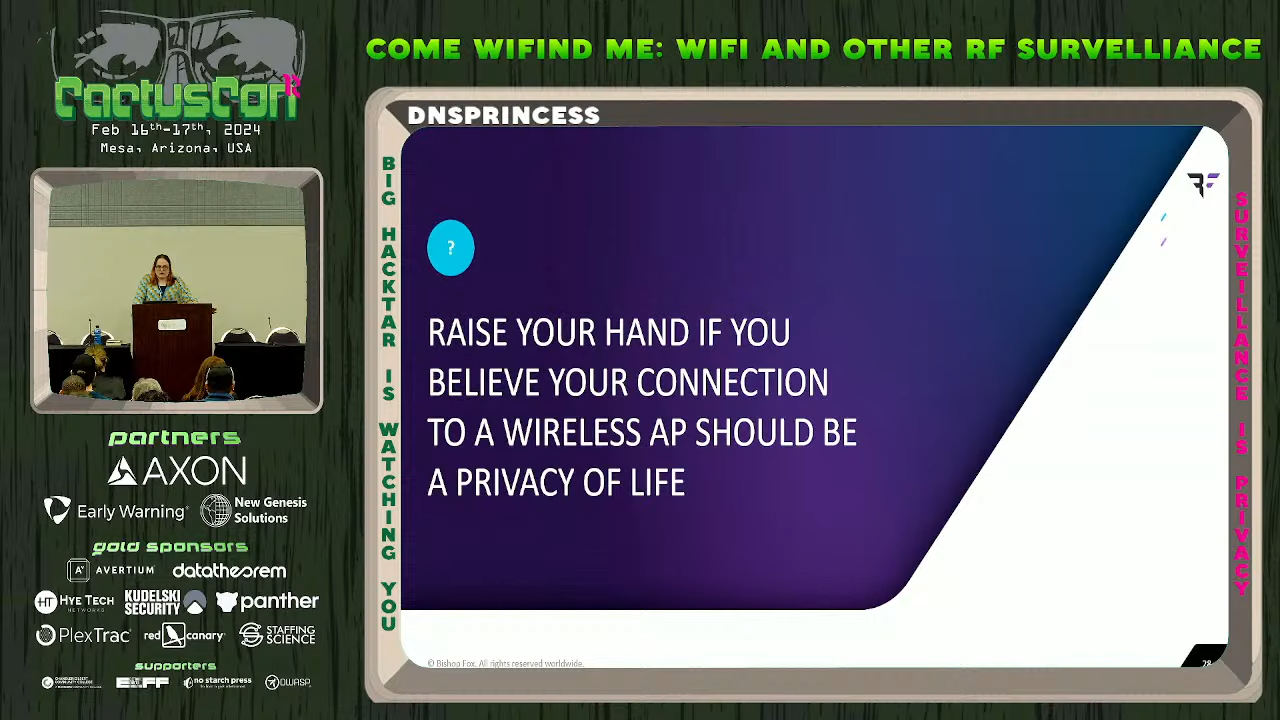 COME WIFIND ME: WIFI AND OTHER RF SURVELLIANCE
CactusCon
Feb 16th-17th, 2024
Mesa, Arizona, USA
DNSPRINCESS
BIG HACKTAR IS WATCHING YOU
?
RAISE YOUR HAND IF YOU
BELIEVE YOUR CONNECTION
TO A WIRELESS AP SHOULD BE
A PRIVACY OF LIFE
© Bishop Fox. All rights reserved worldwide.
28
SURVEILLANCE IS PRIVACY
partners
AXON
Early Warning
New Genesis
Solutions
gold sponsors
A+
AVERTIUM
datatheorem
HT HYE TECH
NETWORKS
KUDELSKI
SECURITY
panther
PlexTrac
red canary
STAFFING
SCIENCE
supporters
EFF
no starch press
OWASP